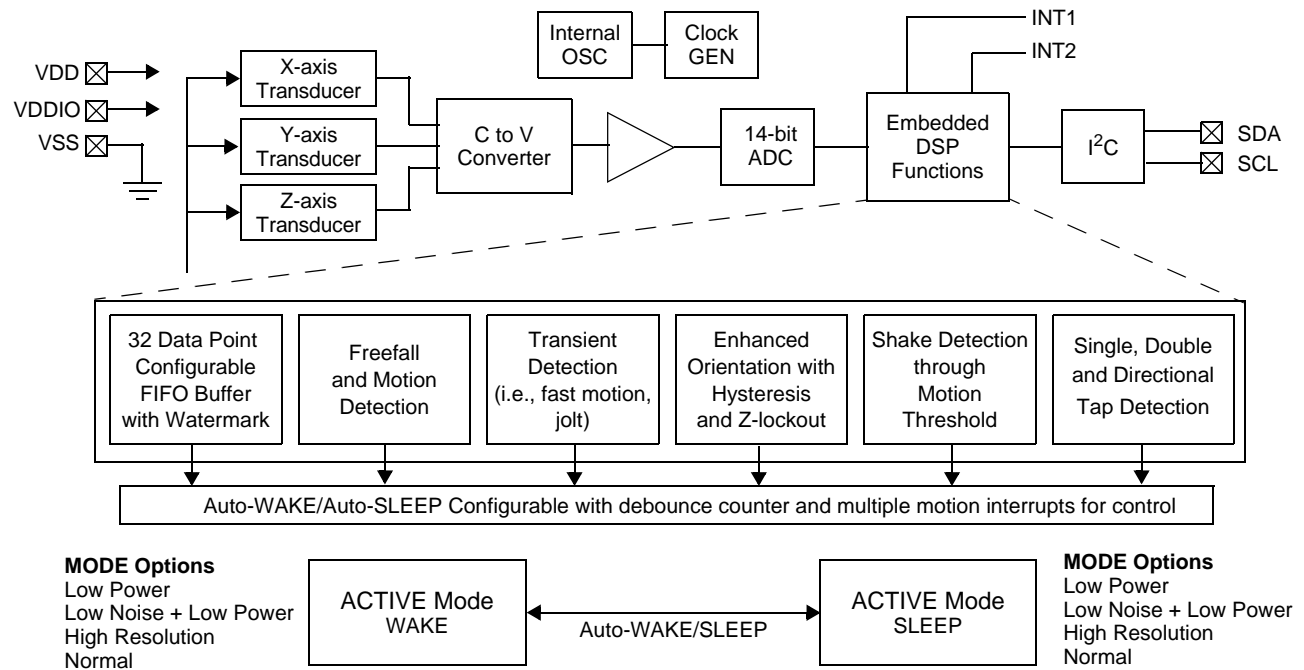 INT1
INT2
Internal
OSC
Clock
GEN
VDD
VDDIO
VSS
X-axis
Transducer
Y-axis
Transducer
Z-axis
Transducer
C to V
Converter
14-bit
ADC
Embedded
DSP
Functions
I²C
SDA
SCL
32 Data Point
Configurable
FIFO Buffer
with Watermark
Freefall
and Motion
Detection
Transient
Detection
(i.e., fast motion,
jolt)
Enhanced
Orientation with
Hysteresis
and Z-lockout
Shake Detection
through
Motion
Threshold
Single, Double
and Directional
Tap Detection
Auto-WAKE/Auto-SLEEP Configurable with debounce counter and multiple motion interrupts for control
MODE Options
Low Power
Low Noise + Low Power
High Resolution
Normal
ACTIVE Mode
WAKE
Auto-WAKE/SLEEP
ACTIVE Mode
SLEEP
MODE Options
Low Power
Low Noise + Low Power
High Resolution
Normal